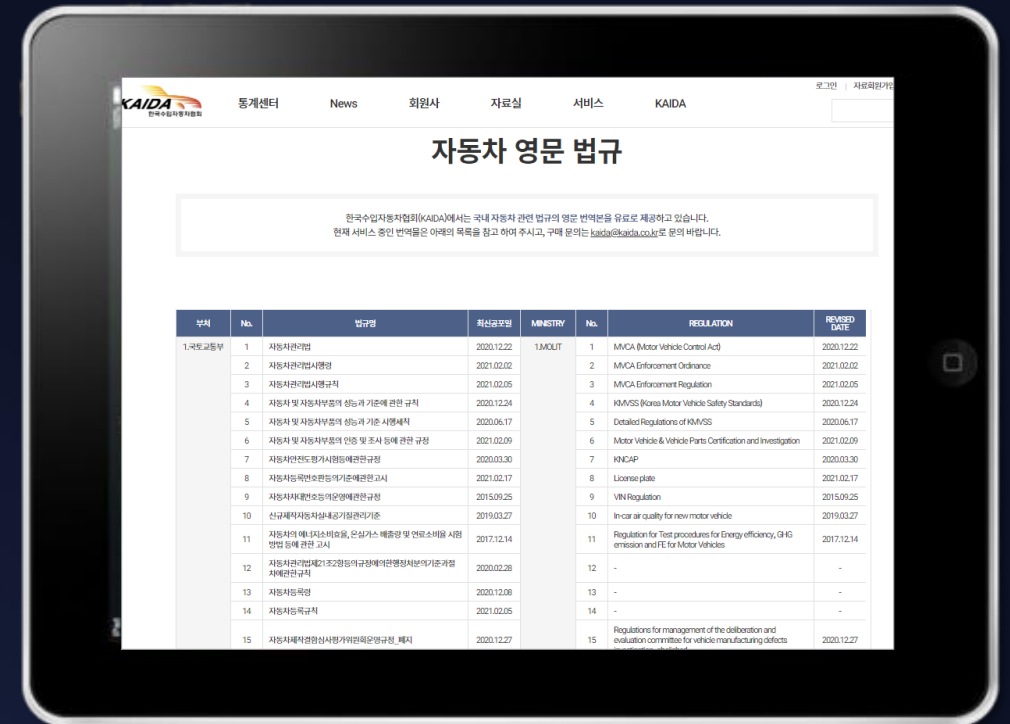 로그인 | 자료회원가입
KAIDA
한국수입자동차협회
통계센터 News 회원사 자료실 서비스 KAIDA
자동차 영문 법규
한국수입자동차협회(KAIDA)에서는 국내 자동차 관련 법규의 영문 번역본을 유료로 제공하고 있습니다.
현재 서비스 중인 번역물은 아래의 목록을 참고 하여 주시고, 구매 문의는 kaida@kaida.co.kr로 문의 바랍니다.
부처 No. 법규명 최신공포일 MINISTRY No. REGULATION REVISED DATE
1.국토교통부 1 자동차관리법 2020.12.22 1.MOLIT 1 MVCA (Motor Vehicle Control Act) 2020.12.22
2 자동차관리법시행령 2021.02.02 2 MVCA Enforcement Ordinance 2021.02.02
3 자동차관리법시행규칙 2021.02.05 3 MVCA Enforcement Regulation 2021.02.05
4 자동차 및 자동차부품의 성능과 기준에 관한 규칙 2020.12.24 4 KMVSS (Korea Motor Vehicle Safety Standards) 2020.12.24
5 자동차 및 자동차부품의 성능과 기준 시행세칙 2020.06.17 5 Detailed Regulations of KMVSS 2020.06.17
6 자동차 및 자동차부품의 인증 및 조사 등에 관한 규정 2021.02.09 6 Motor Vehicle & Vehicle Parts Certification and Investigation 2021.02.09
7 자동차안전도평가시험등에관한규정 2020.03.30 7 KNCAP 2020.03.30
8 자동차등록번호판등의기준에관한고시 2021.02.17 8 License plate 2021.02.17
9 자동차차대번호등의운영에관한규정 2015.09.25 9 VIN Regulation 2015.09.25
10 신규제작자동차실내공기질관리기준 2019.03.27 10 In-car air quality for new motor vehicle 2019.03.27
11 자동차의 에너지소비효율, 온실가스 배출량 및 연료소비율 시험 방법 등에 관한 고시 2017.12.14 11 Regulation for Test procedures for Energy efficiency, GHG emission and FE for Motor Vehicles 2017.12.14
12 자동차관리법제21조2항등의규정에의한행정처분의기준과절차에관한규칙 2020.02.28 12 - -
13 자동차등록령 2020.12.08 13 - -
14 자동차등록규칙 2021.02.05 14 - -
15 자동차제작결함심사평가위원회운영규정_폐지 2020.12.27 15 Regulations for management of the deliberation and evaluation committee for vehicle manufacturing defects 2020.12.27